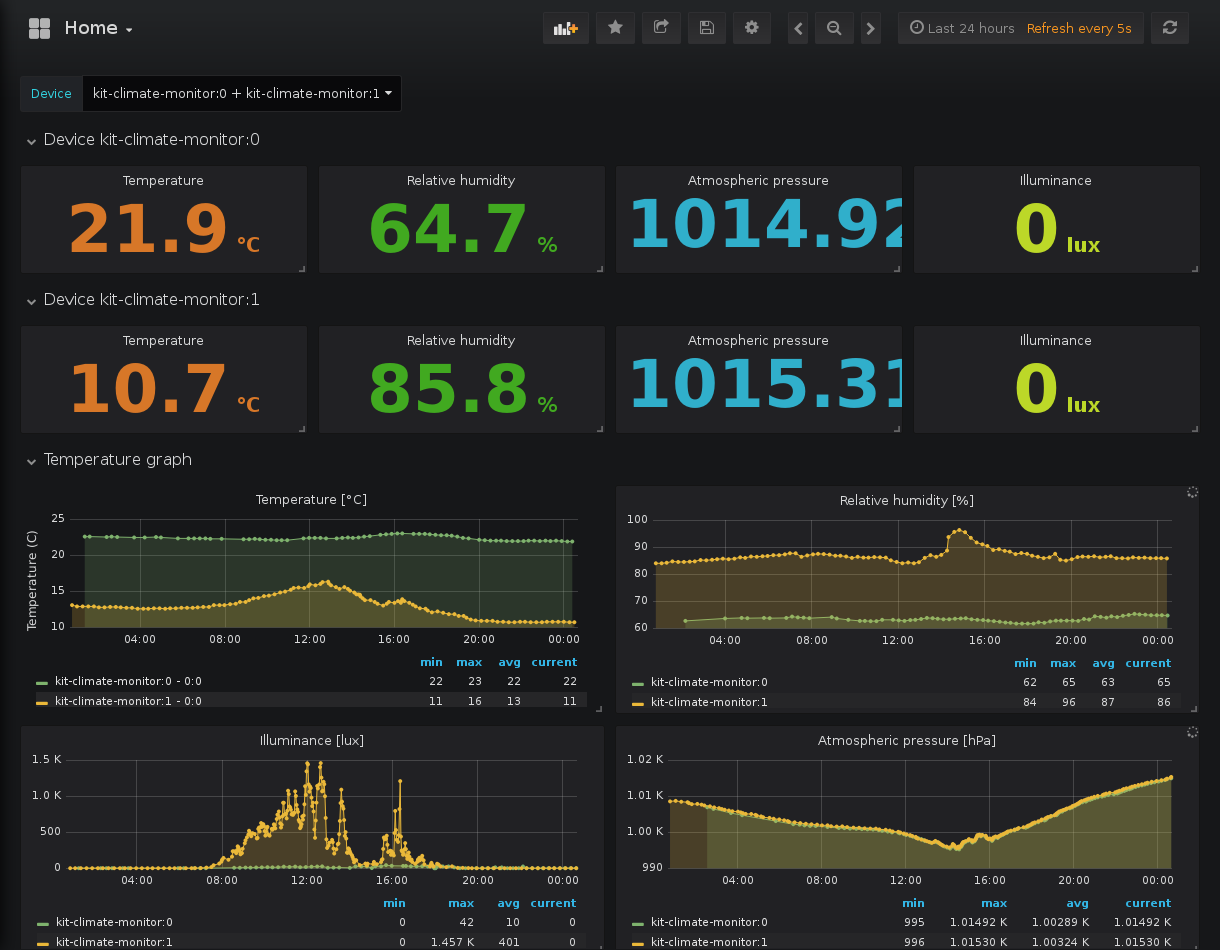 Home
Last 24 hours Refresh every 5s
Device kit-climate-monitor:0 + kit-climate-monitor:1
Device kit-climate-monitor:0
Temperature Relative humidity Atmospheric pressure Illuminance
21.9 °C 64.7 % 1014.92 0 lux
Device kit-climate-monitor:1
Temperature Relative humidity Atmospheric pressure Illuminance
10.7 °C 85.8 % 1015.31 0 lux
Temperature graph
Temperature [°C]
Temperature (C)
25
20
15
10
04:00 08:00 12:00 16:00 20:00 00:00
min max avg current
kit-climate-monitor:0 - 0:0 22 23 22 22
kit-climate-monitor:1 - 0:0 11 16 13 11
Relative humidity [%]
100
90
80
70
60
04:00 08:00 12:00 16:00 20:00 00:00
min max avg current
kit-climate-monitor:0 62 65 63 65
kit-climate-monitor:1 84 96 87 86
Illuminance [lux]
1.5 K
1.0 K
500
0
04:00 08:00 12:00 16:00 20:00 00:00
min max avg current
kit-climate-monitor:0 0 42 10 0
kit-climate-monitor:1 0 1.457 K 401 0
Atmospheric pressure [hPa]
1.02 K
1.01 K
1.00 K
990
04:00 08:00 12:00 16:00 20:00 00:00
min max avg current
kit-climate-monitor:0 995 1.01492 K 1.00289 K 1.01492 K
kit-climate-monitor:1 996 1.01530 K 1.00324 K 1.01530 K